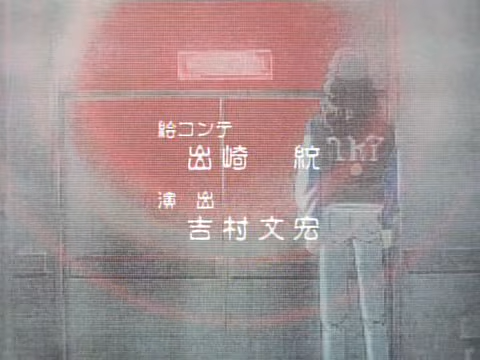 絵コンテ
出崎 統
演出
吉村文宏